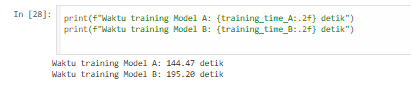 In [28]:
print(f"Waktu training Model A: {training_time_A:.2f} detik")
print(f"Waktu training Model B: {training_time_B:.2f} detik")
Waktu training Model A: 144.47 detik
Waktu training Model B: 195.20 detik